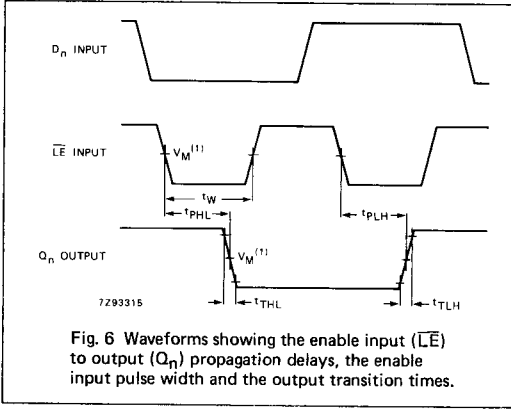 Dn INPUT
LE INPUT
VM(1)
tW
tPHL
tPLH
Qn OUTPUT
VM(1)
7Z93315
tTHL
tTLH
Fig. 6 Waveforms showing the enable input (LE)
to output (Qn) propagation delays, the enable
input pulse width and the output transition times.